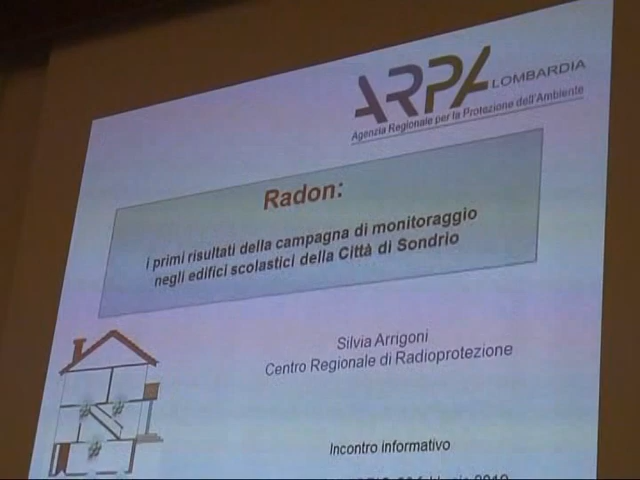 ARPA LOMBARDIA
Agenzia Regionale per la Protezione dell'Ambiente
Radon:
i primi risultati della campagna di monitoraggio
negli edifici scolastici della Città di Sondrio
Silvia Arrigoni
Centro Regionale di Radioprotezione
Incontro informativo